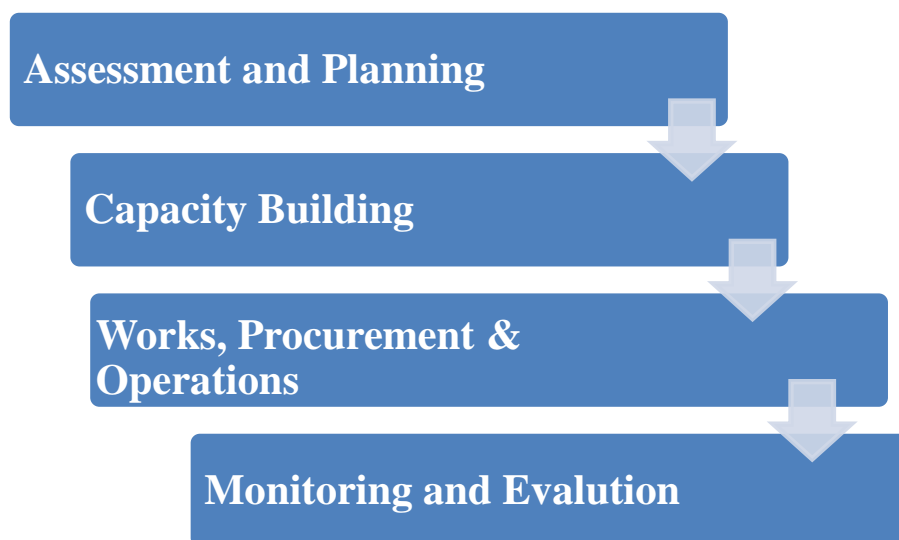 Assessment and Planning
Capacity Building
Works, Procurement &
Operations
Monitoring and Evalution